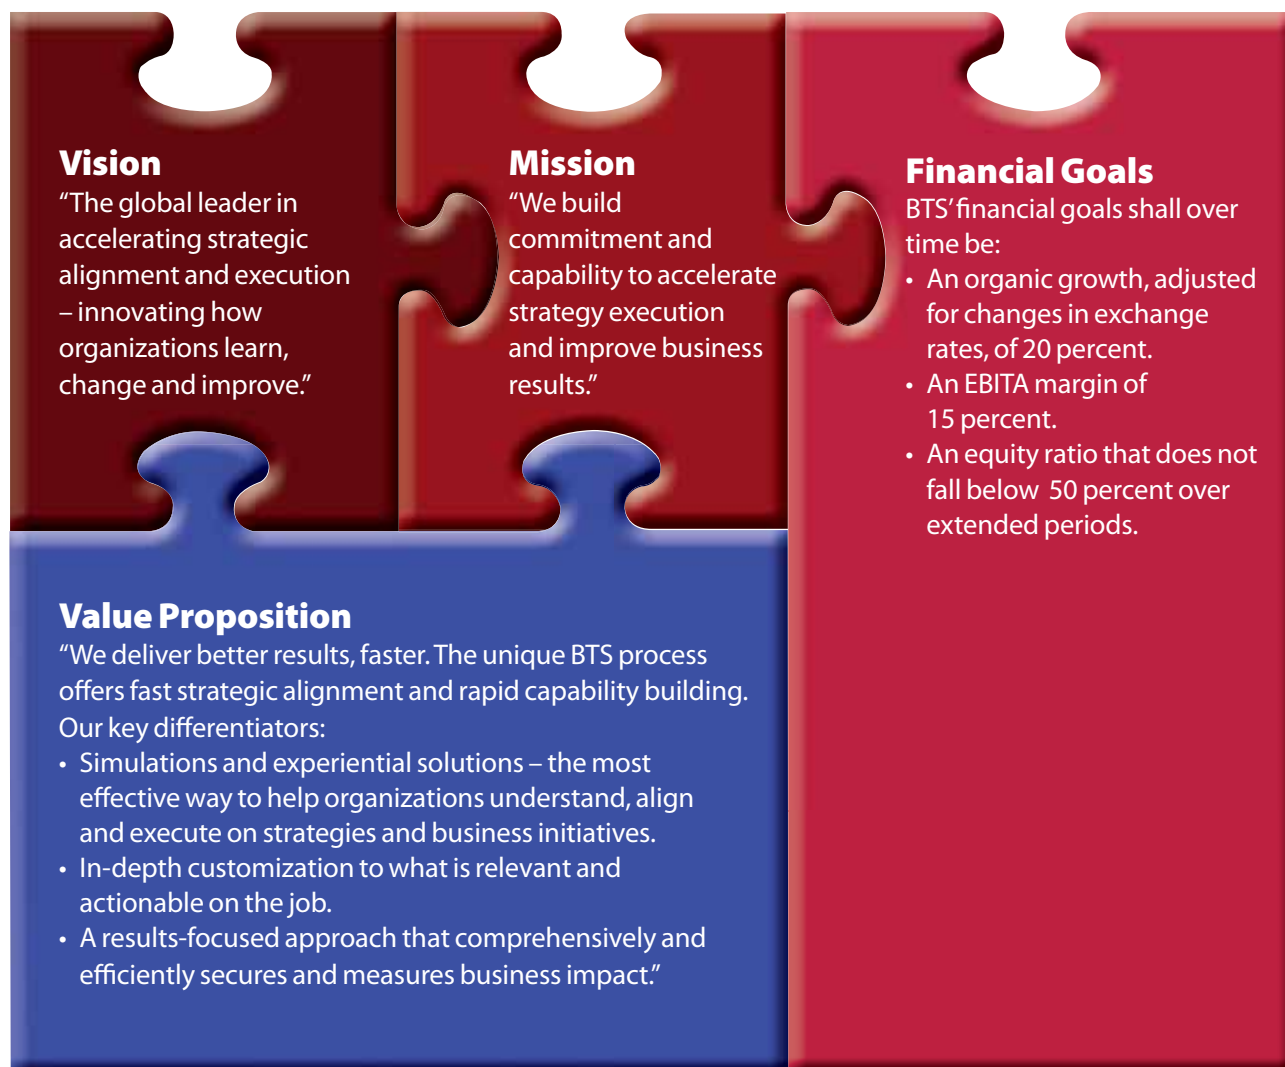 Vision
“The global leader in
accelerating strategic
alignment and execution
– innovating how
organizations learn,
change and improve.”
Mission
“We build
commitment and
capability to accelerate
strategy execution
and improve business
results.”
Financial Goals
BTS’ financial goals shall over
time be:
• An organic growth, adjusted
for changes in exchange
rates, of 20 percent.
• An EBITA margin of
15 percent.
• An equity ratio that does not
fall below 50 percent over
extended periods.
Value Proposition
“We deliver better results, faster. The unique BTS process
offers fast strategic alignment and rapid capability building.
Our key differentiators:
• Simulations and experiential solutions – the most
effective way to help organizations understand, align
and execute on strategies and business initiatives.
• In-depth customization to what is relevant and
actionable on the job.
• A results-focused approach that comprehensively and
efficiently secures and measures business impact.”